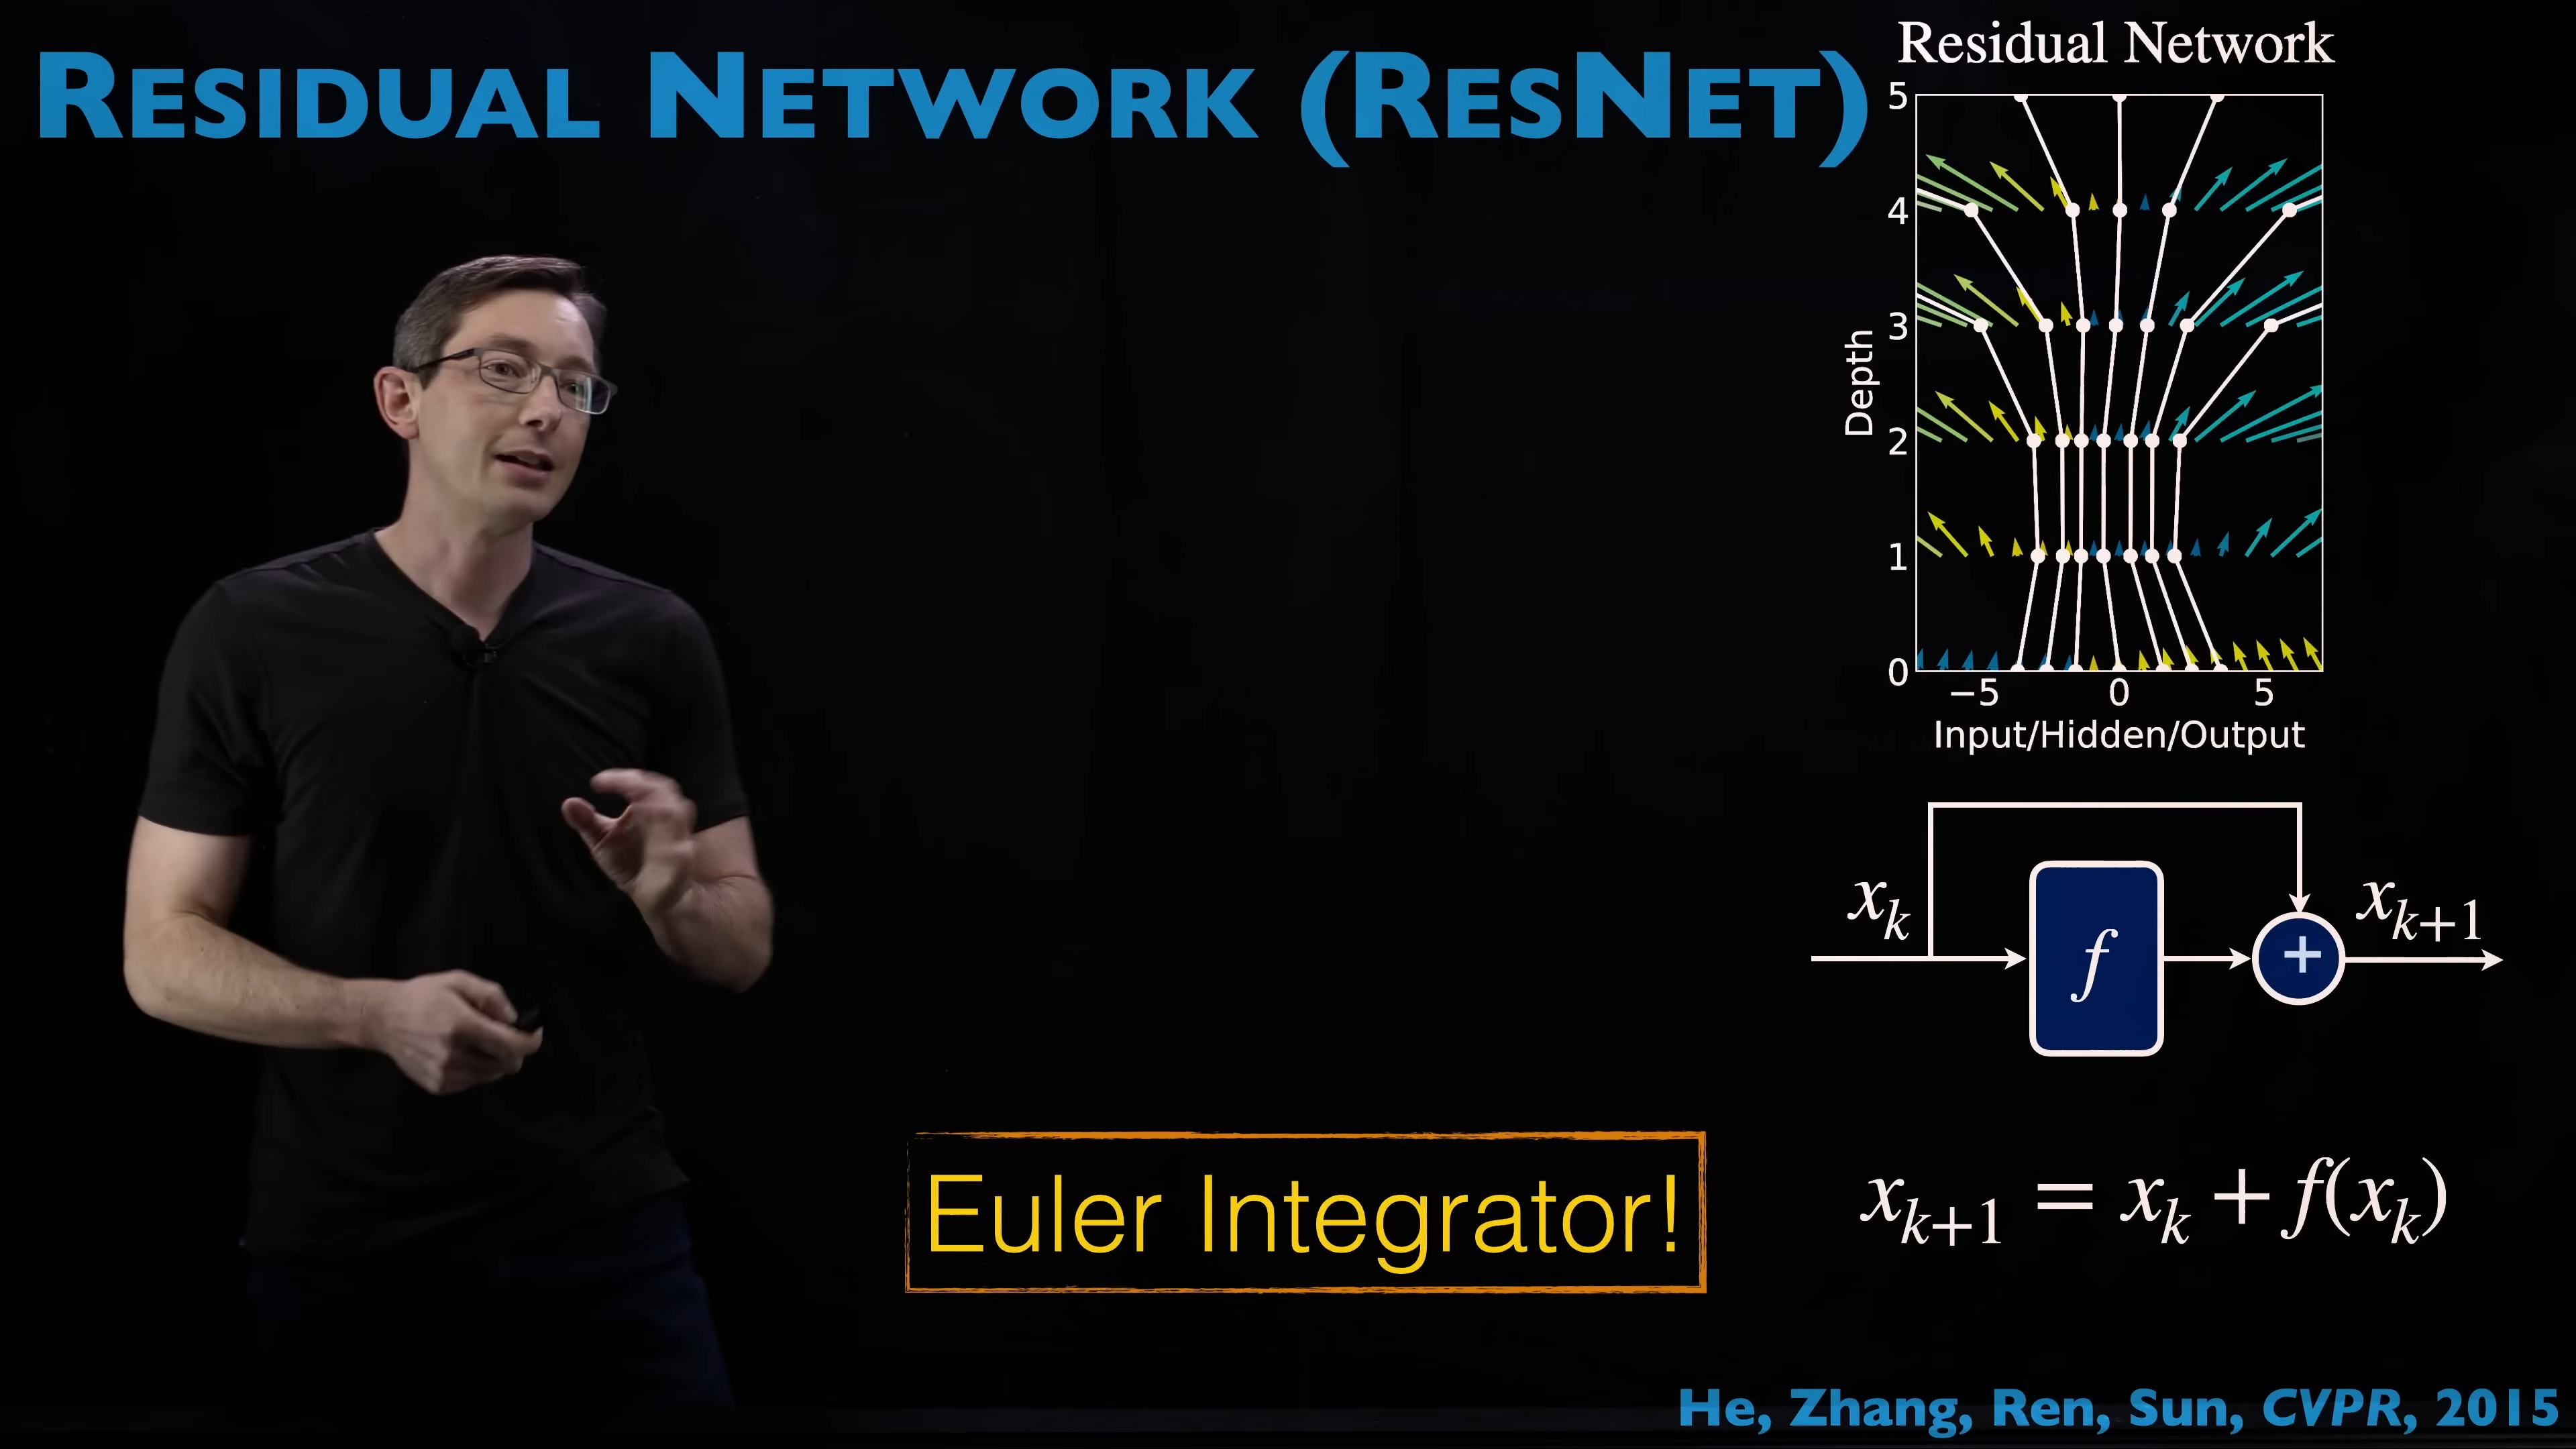 RESIDUAL NETWORK (RESNET)
Residual Network
5
4
3
2
1
0
Depth
−5 0 5
Input/Hidden/Output
x_k
f
+
x_{k+1}
Euler Integrator!
x_{k+1} = x_k + f(x_k)
He, Zhang, Ren, Sun, CVPR, 2015